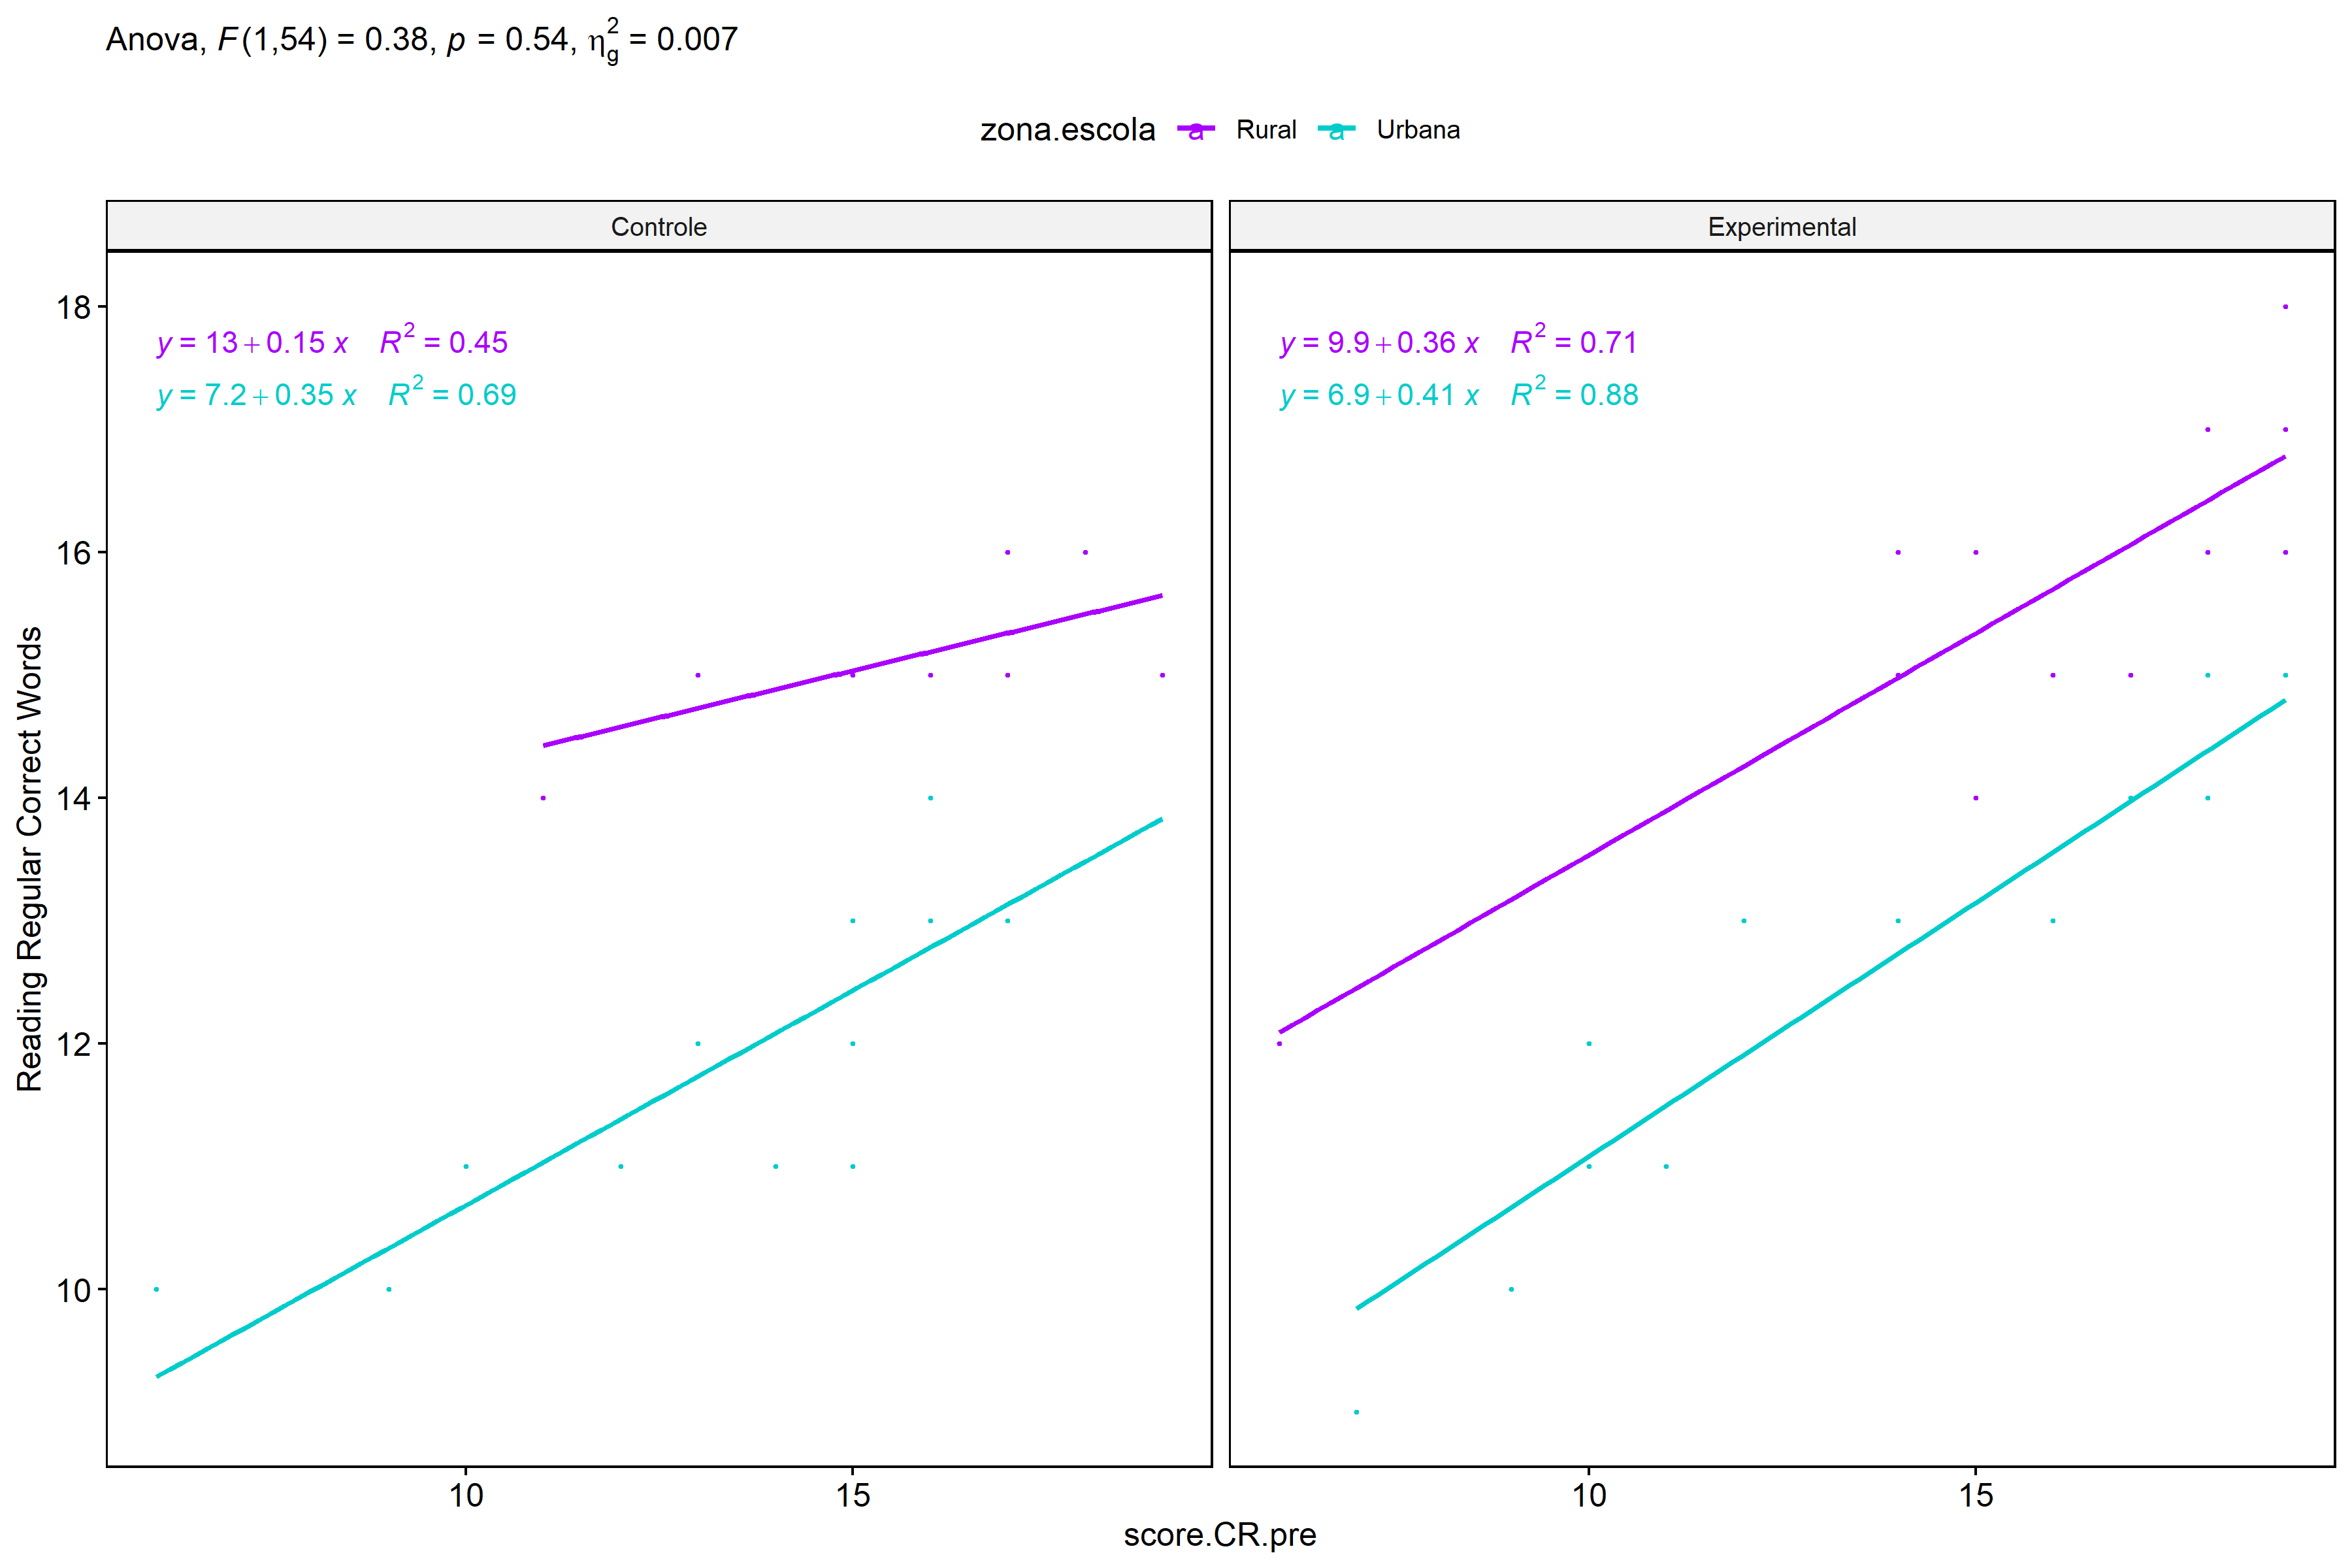 Anova, F(1,54) = 0.38, p = 0.54, η²g = 0.007
zona.escola a Rural a Urbana
Controle
Experimental
y = 13 + 0.15 x R² = 0.45
y = 7.2 + 0.35 x R² = 0.69
y = 9.9 + 0.36 x R² = 0.71
y = 6.9 + 0.41 x R² = 0.88
Reading Regular Correct Words
18
16
14
12
10
10 15
10 15
score.CR.pre